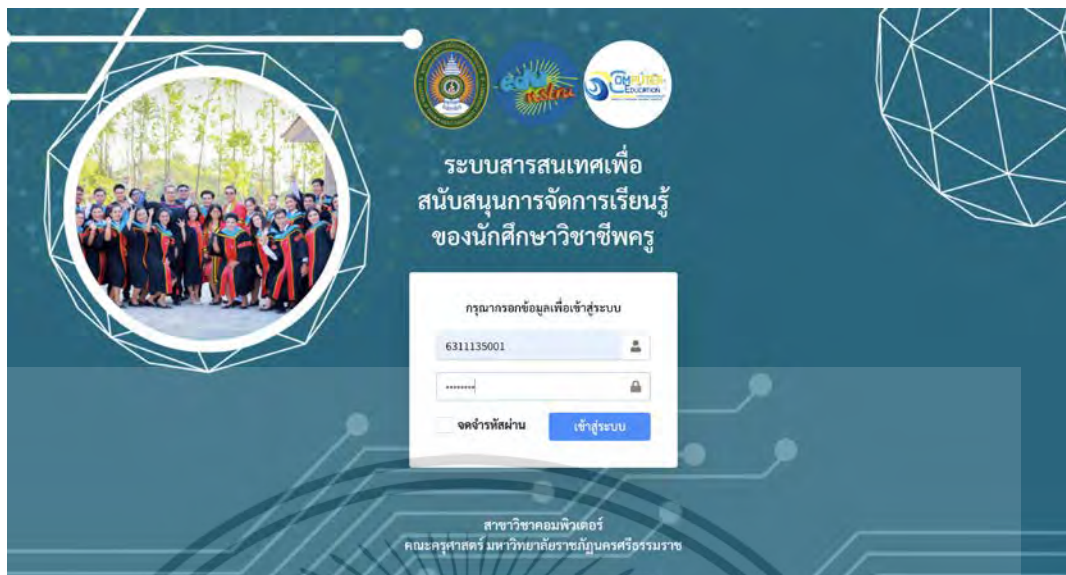 COMPUTER
EDUCATION
ระบบสารสนเทศเพื่อ
สนับสนุนการจัดการเรียนรู้
ของนักศึกษาวิชาชีพครู
กรุณากรอกข้อมูลเพื่อเข้าสู่ระบบ
6311135001
จดจำรหัสผ่าน
เข้าสู่ระบบ
สาขาวิชาคอมพิวเตอร์
คณะครุศาสตร์ มหาวิทยาลัยราชภัฏนครศรีธรรมราช